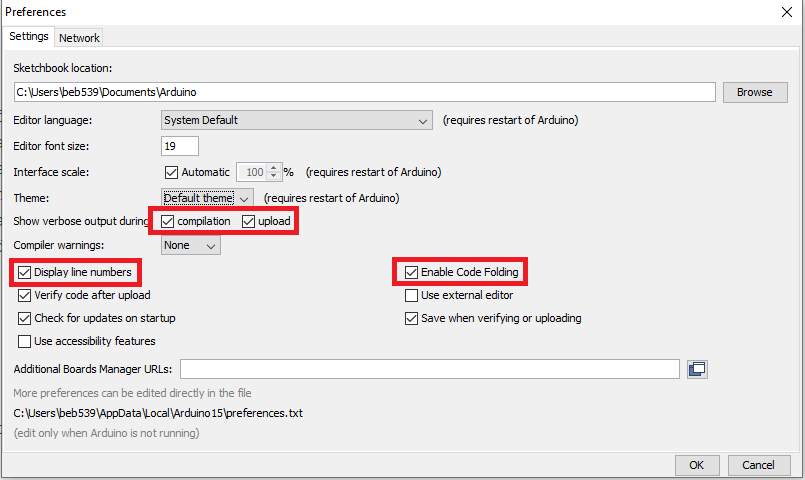 Preferences
Settings Network
Sketchbook location:
C:\Users\beb539\Documents\Arduino Browse
Editor language: System Default (requires restart of Arduino)
Editor font size: 19
Interface scale: Automatic 100 % (requires restart of Arduino)
Theme: Default theme (requires restart of Arduino)
Show verbose output during: compilation upload
Compiler warnings: None
Display line numbers Enable Code Folding
Verify code after upload Use external editor
Check for updates on startup Save when verifying or uploading
Use accessibility features
Additional Boards Manager URLs:
More preferences can be edited directly in the file
C:\Users\beb539\AppData\Local\Arduino15\preferences.txt
(edit only when Arduino is not running)
OK Cancel